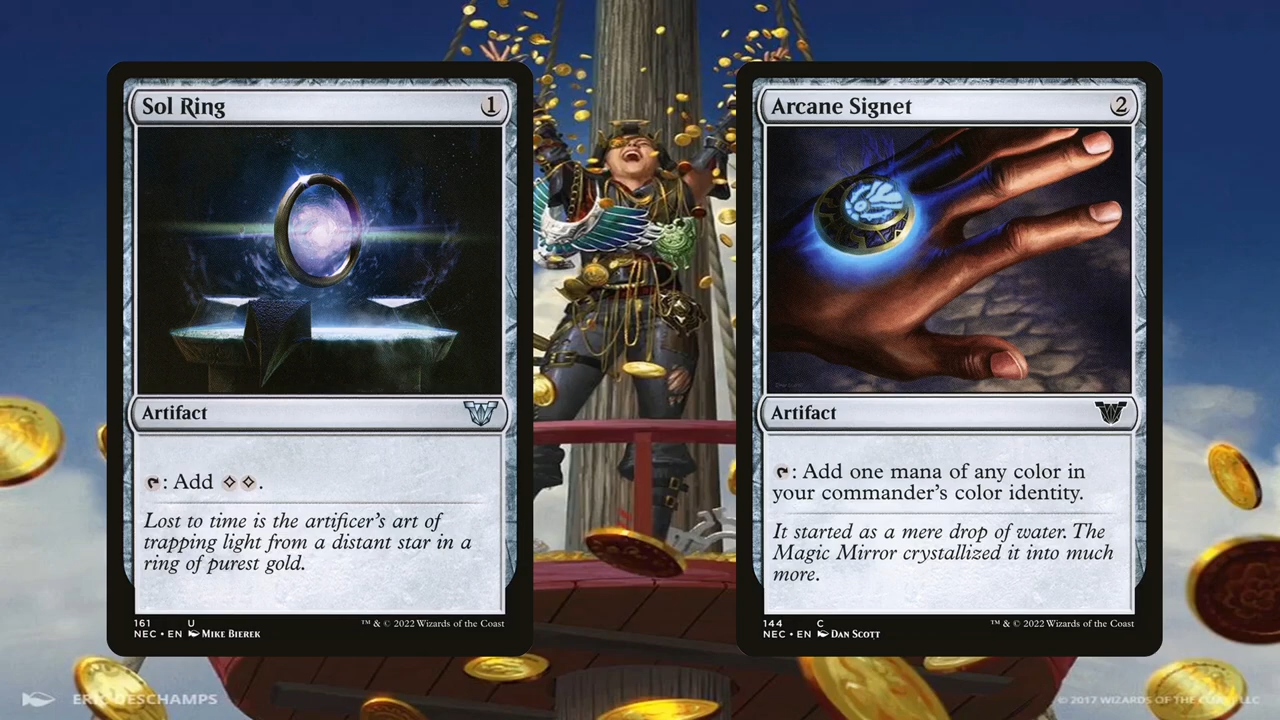 Sol Ring 1
Artifact
: Add .
Lost to time is the artificer's art of
trapping light from a distant star in a
ring of purest gold.
161 U
NEC • EN MIKE BIEREK
™ & © 2022 Wizards of the Coast
Arcane Signet 2
Artifact
: Add one mana of any color in
your commander's color identity.
It started as a mere drop of water. The
Magic Mirror crystallized it into much
more.
144 C
NEC • EN DAN SCOTT
™ & © 2022 Wizards of the Coast
ERIC DESCHAMPS
© 2017 WIZARDS OF THE COAST LLC